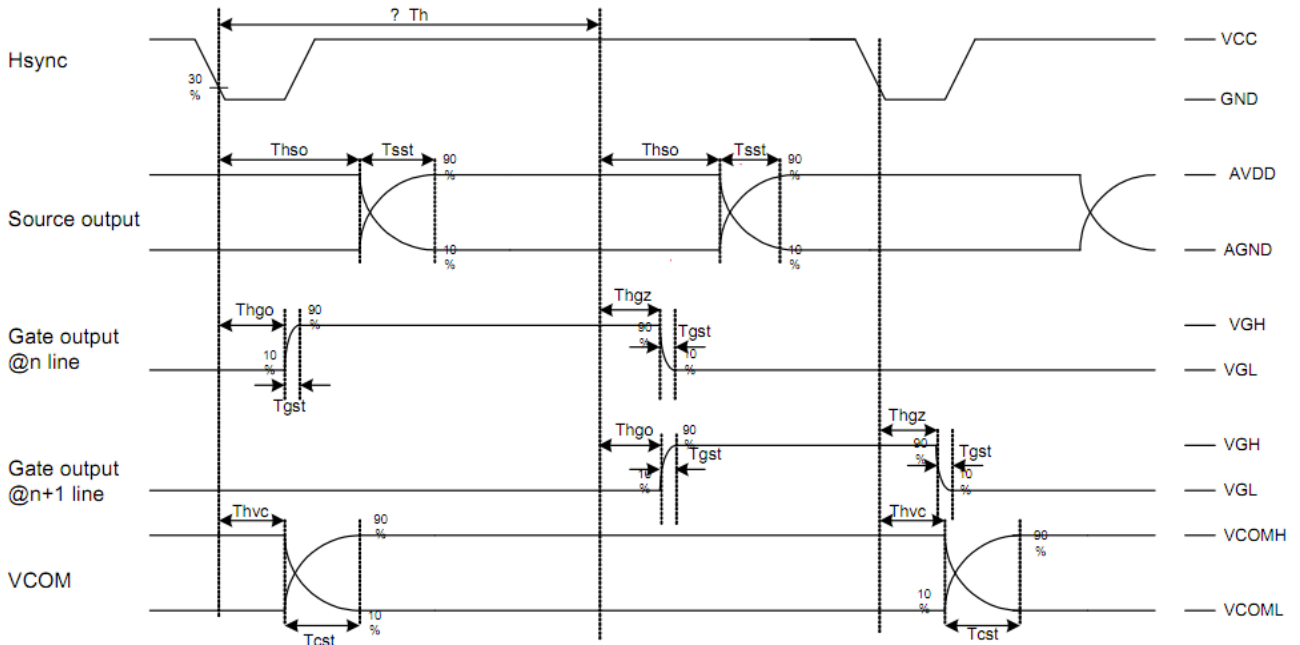 ? Th
Hsync
30
%
VCC
GND
Thso
Tsst
90
%
Thso
Tsst
90
%
AVDD
Source output
10
%
10
%
AGND
Thgo
90
%
Thgz
90
%
Tgst
VGH
Gate output
@n line
10
%
10
%
VGL
Tgst
Thgo
90
%
Thgz
90
%
VGH
Gate output
@n+1 line
10
%
Tgst
Tgst
10
%
VGL
Thvc
90
%
Thvc
90
%
VCOMH
VCOM
10
%
10
%
VCOML
Tcst
Tcst